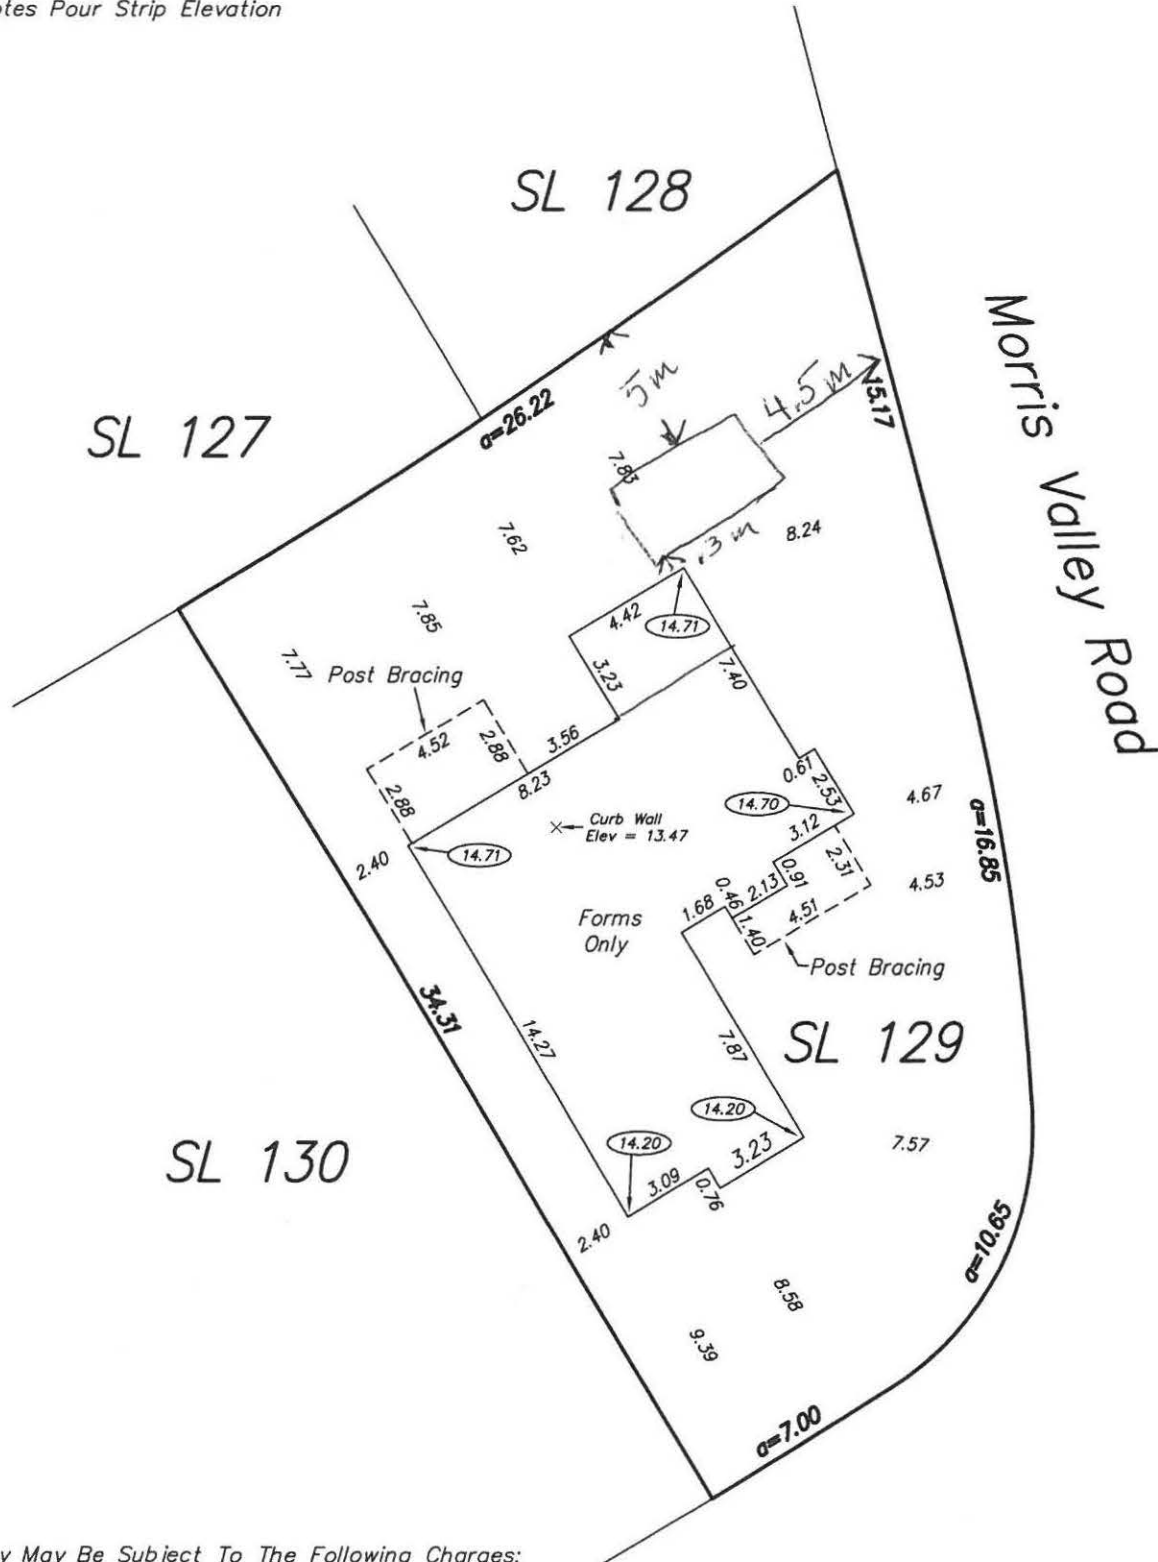 otes Pour Strip Elevation
SL 128
SL 127
Morris Valley Road
a=26.22
5m
4.5m
15.17
7.83
7.62
.3m
8.24
7.85
4.42
14.71
7.77
Post Bracing
3.23
7.40
4.52
2.88
3.56
8.23
0.61
2.53
2.88
14.70
4.67
Curb Wall
Elev = 13.47
3.12
a=16.85
2.40
14.71
2.31
0.91
4.53
0.46
2.13
1.68
4.51
1.40
Forms
Only
Post Bracing
34.31
14.27
7.87
SL 129
14.20
14.20
7.57
SL 130
3.23
3.09
0.76
2.40
a=10.65
8.58
9.39
a=7.00
y May Be Subject To The Following Charges: